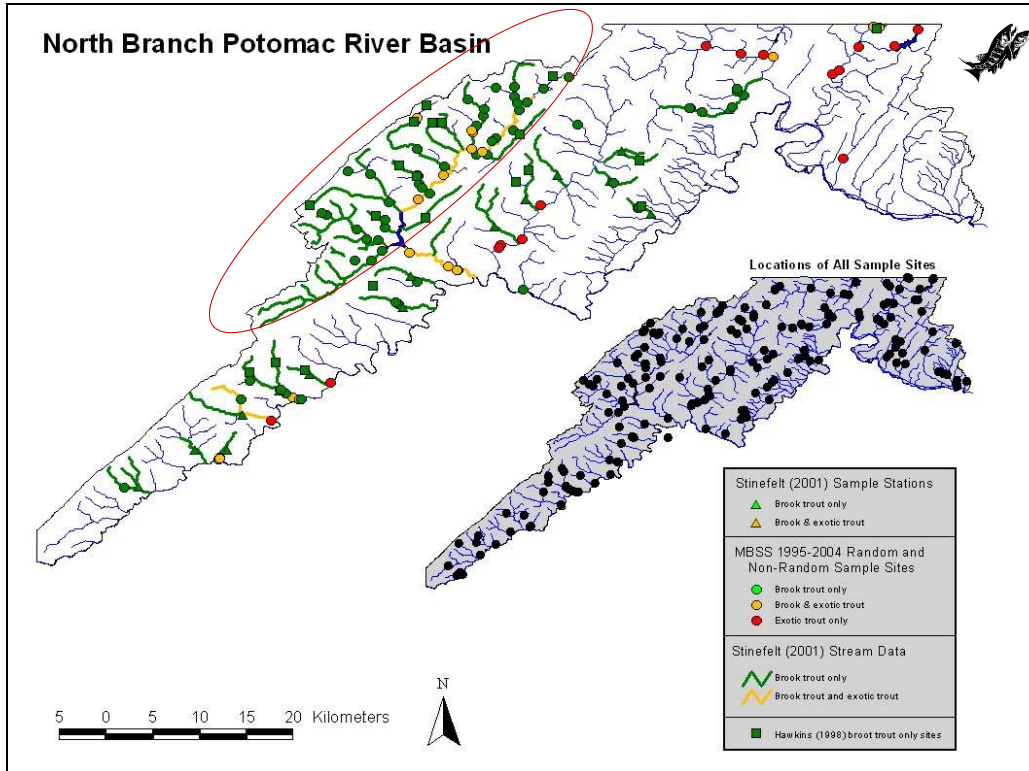 North Branch Potomac River Basin
Locations of All Sample Sites
Stinefelt (2001) Sample Stations
Brook trout only
Brook & exotic trout
MBSS 1995-2004 Random and
Non-Random Sample Sites
Brook trout only
Brook & exotic trout
Exotic trout only
Stinefelt (2001) Stream Data
Brook trout only
Brook trout and exotic trout
Hawkins (1998) broot trout only sites
N
5 0 5 10 15 20 Kilometers